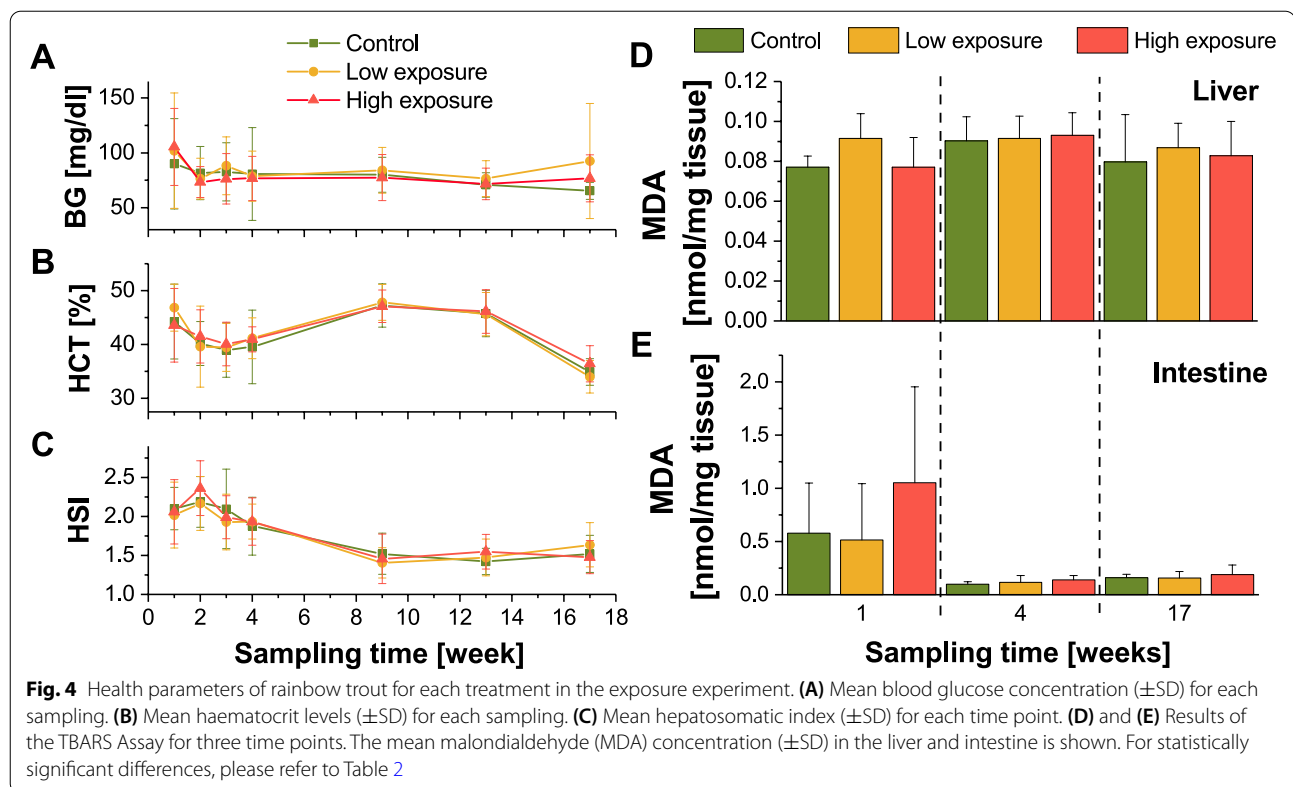 A
Control
Low exposure
High exposure
BG [mg/dl]
150
100
50
B
HCT [%]
50
40
30
C
HSI
2.5
2.0
1.5
1.0
0 2 4 6 8 10 12 14 16 18
Sampling time [week]
Control Low exposure High exposure
D
Liver
MDA
[nmol/mg tissue]
0.12
0.10
0.08
0.06
0.04
0.02
0.00
E
Intestine
MDA
[nmol/mg tissue]
2.0
1.5
1.0
0.5
0.0
1 4 17
Sampling time [weeks]
Fig. 4 Health parameters of rainbow trout for each treatment in the exposure experiment. (A) Mean blood glucose concentration (±SD) for each
sampling. (B) Mean haematocrit levels (±SD) for each sampling. (C) Mean hepatosomatic index (±SD) for each time point. (D) and (E) Results of
the TBARS Assay for three time points. The mean malondialdehyde (MDA) concentration (±SD) in the liver and intestine is shown. For statistically
significant differences, please refer to Table 2